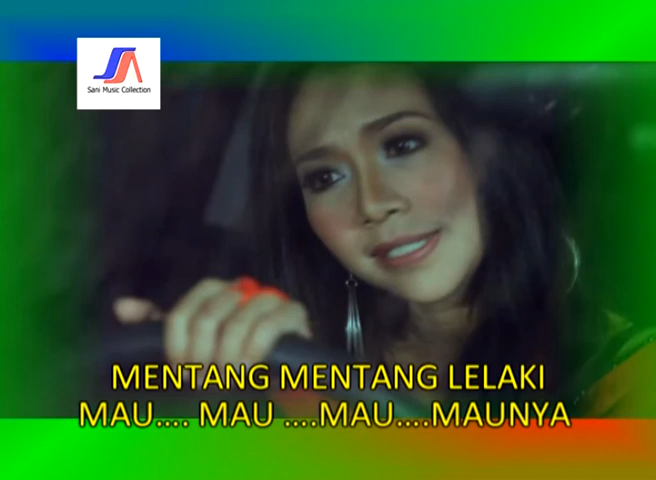 Sani Music Collection
MENTANG MENTANG LELAKI
MAU.... MAU ....MAU....MAUNYA